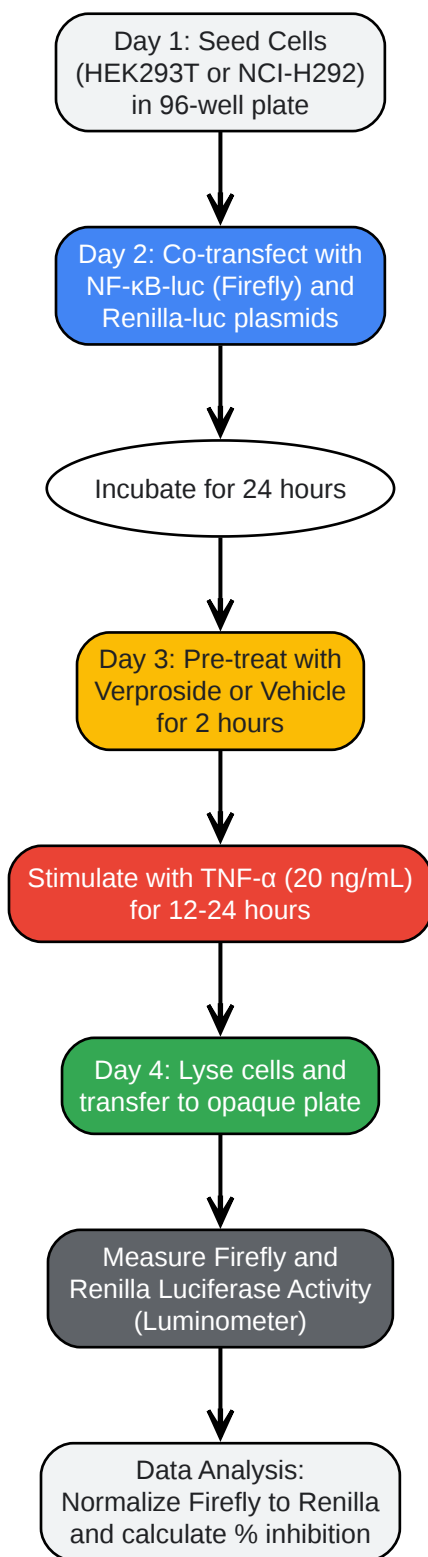 Day 1: Seed Cells
(HEK293T or NCI-H292)
in 96-well plate
Day 2: Co-transfect with
NF-κB-luc (Firefly) and
Renilla-luc plasmids
Incubate for 24 hours
Day 3: Pre-treat with
Verproside or Vehicle
for 2 hours
Stimulate with TNF-α (20 ng/mL)
for 12-24 hours
Day 4: Lyse cells and
transfer to opaque plate
Measure Firefly and
Renilla Luciferase Activity
(Luminometer)
Data Analysis:
Normalize Firefly to Renilla
and calculate % inhibition